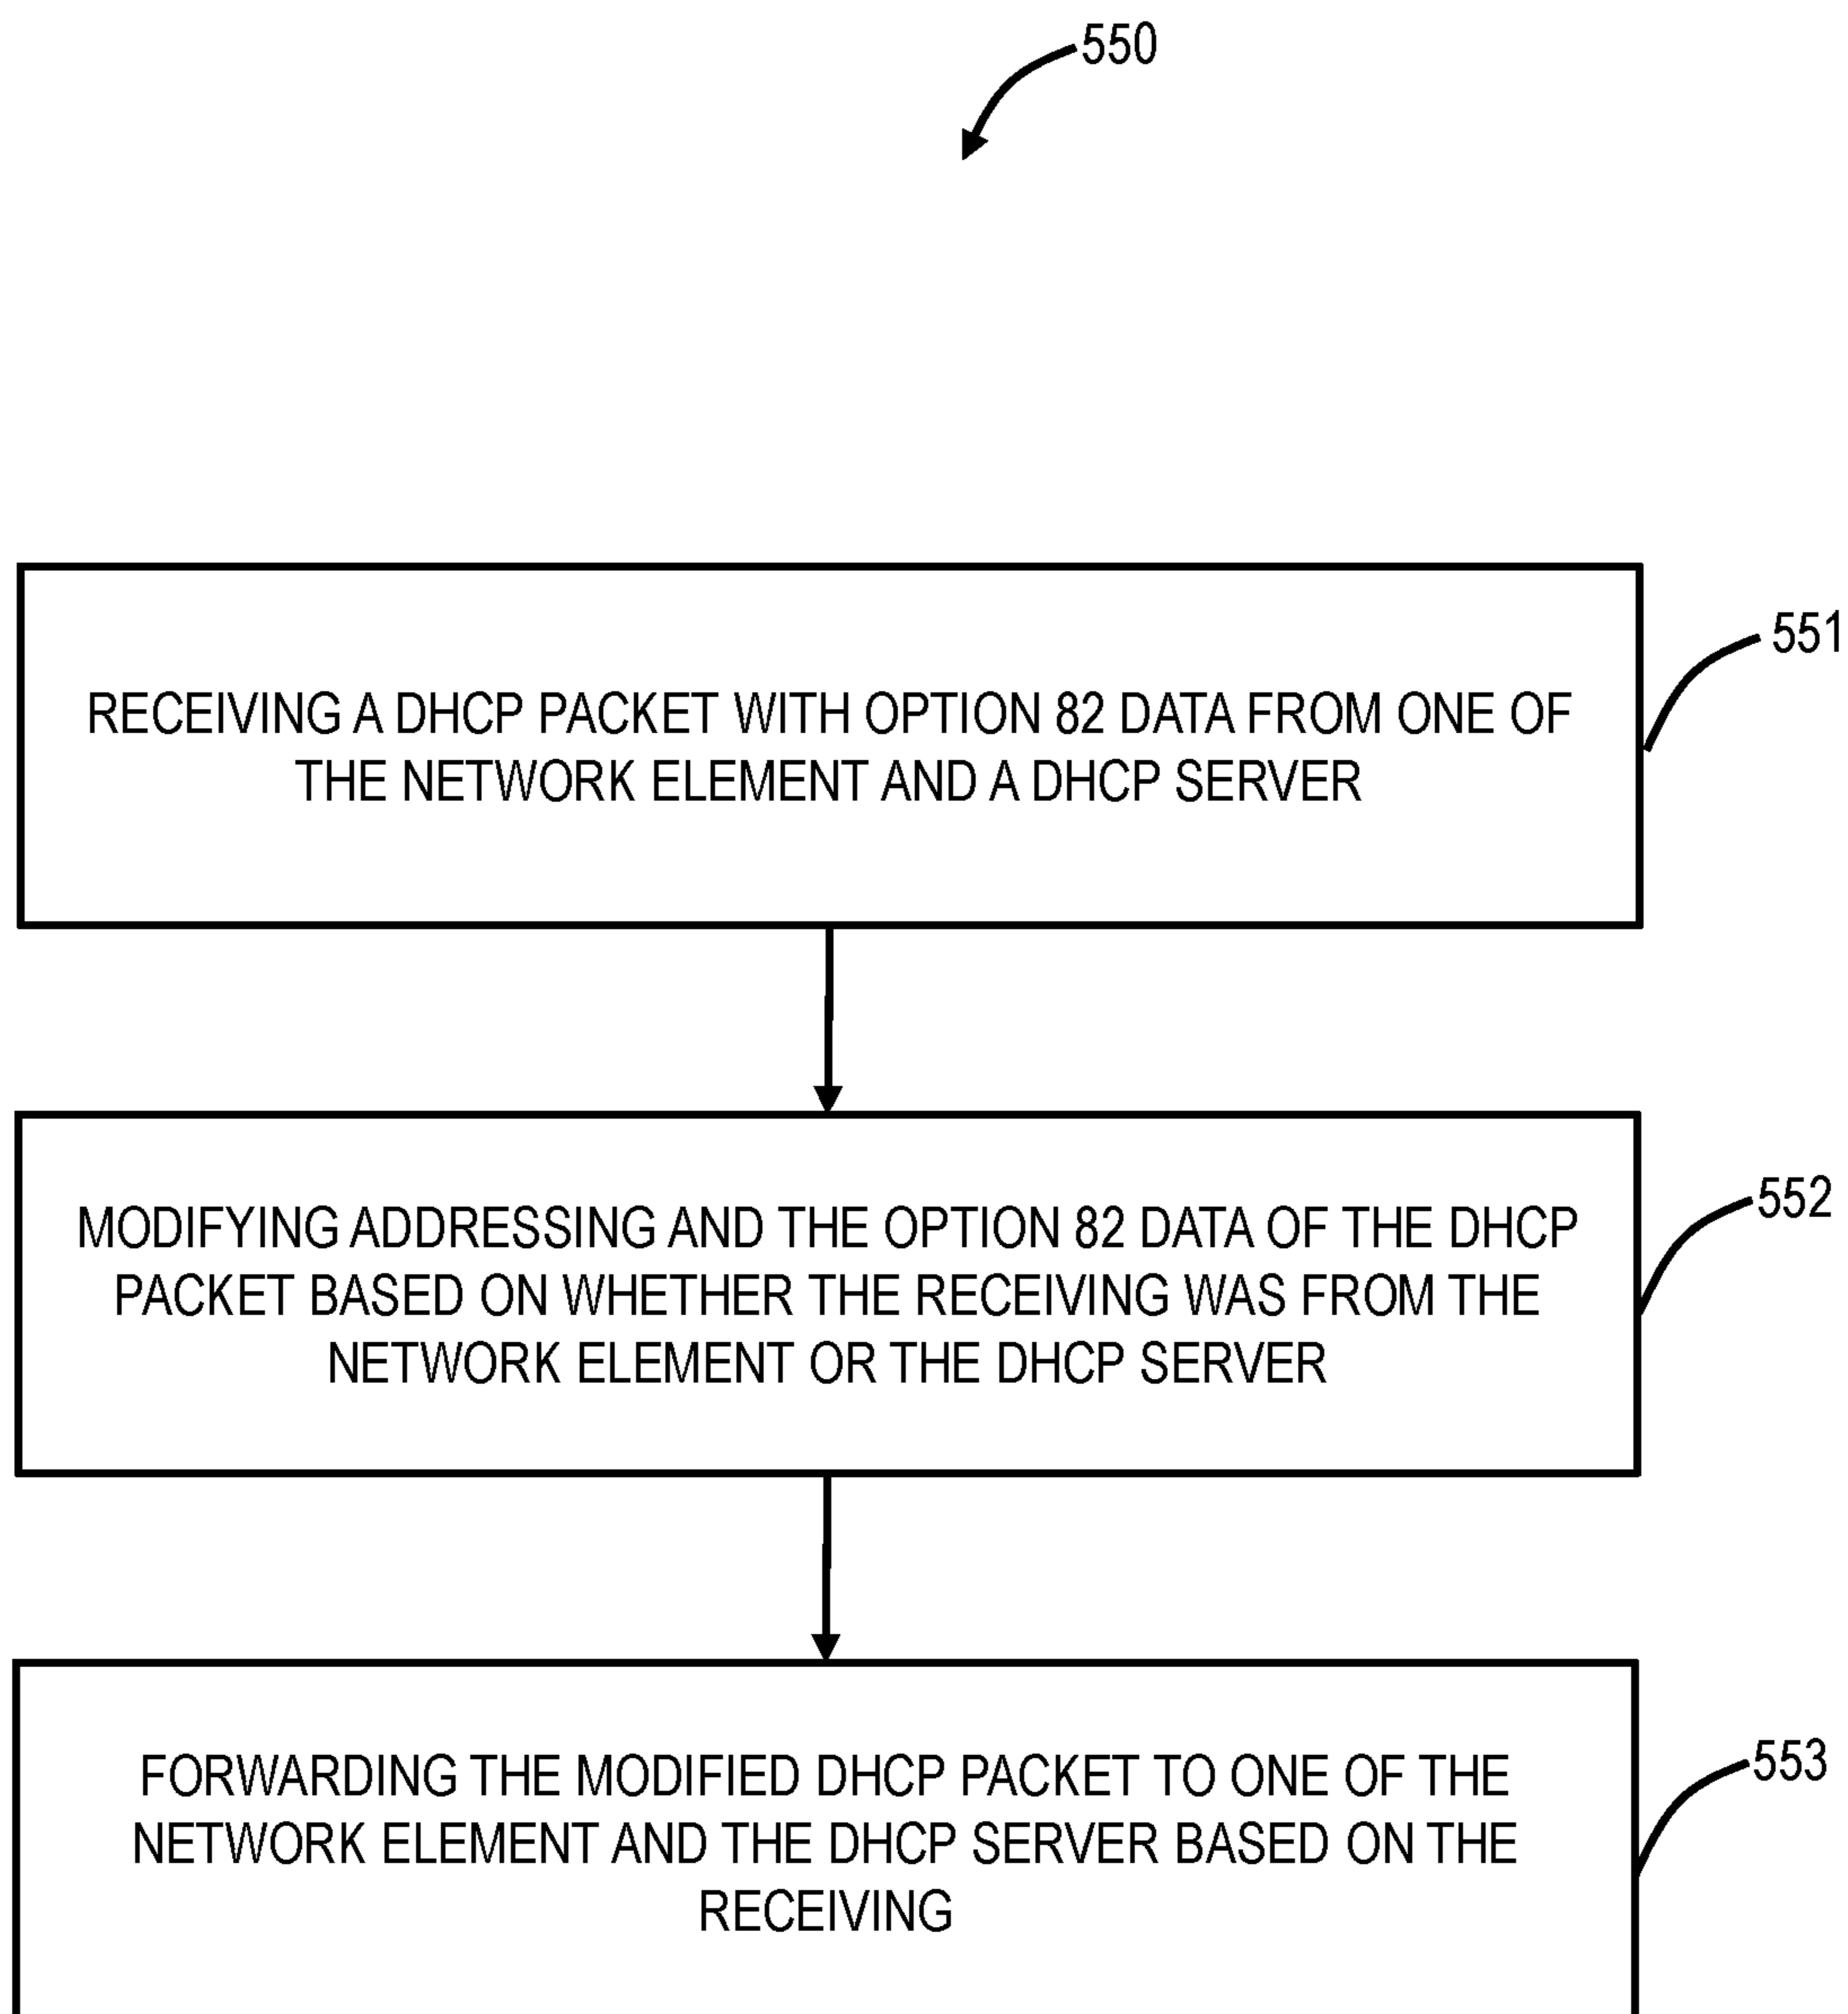 550
RECEIVING A DHCP PACKET WITH OPTION 82 DATA FROM ONE OF
THE NETWORK ELEMENT AND A DHCP SERVER
551
MODIFYING ADDRESSING AND THE OPTION 82 DATA OF THE DHCP
PACKET BASED ON WHETHER THE RECEIVING WAS FROM THE
NETWORK ELEMENT OR THE DHCP SERVER
552
FORWARDING THE MODIFIED DHCP PACKET TO ONE OF THE
NETWORK ELEMENT AND THE DHCP SERVER BASED ON THE
RECEIVING
553